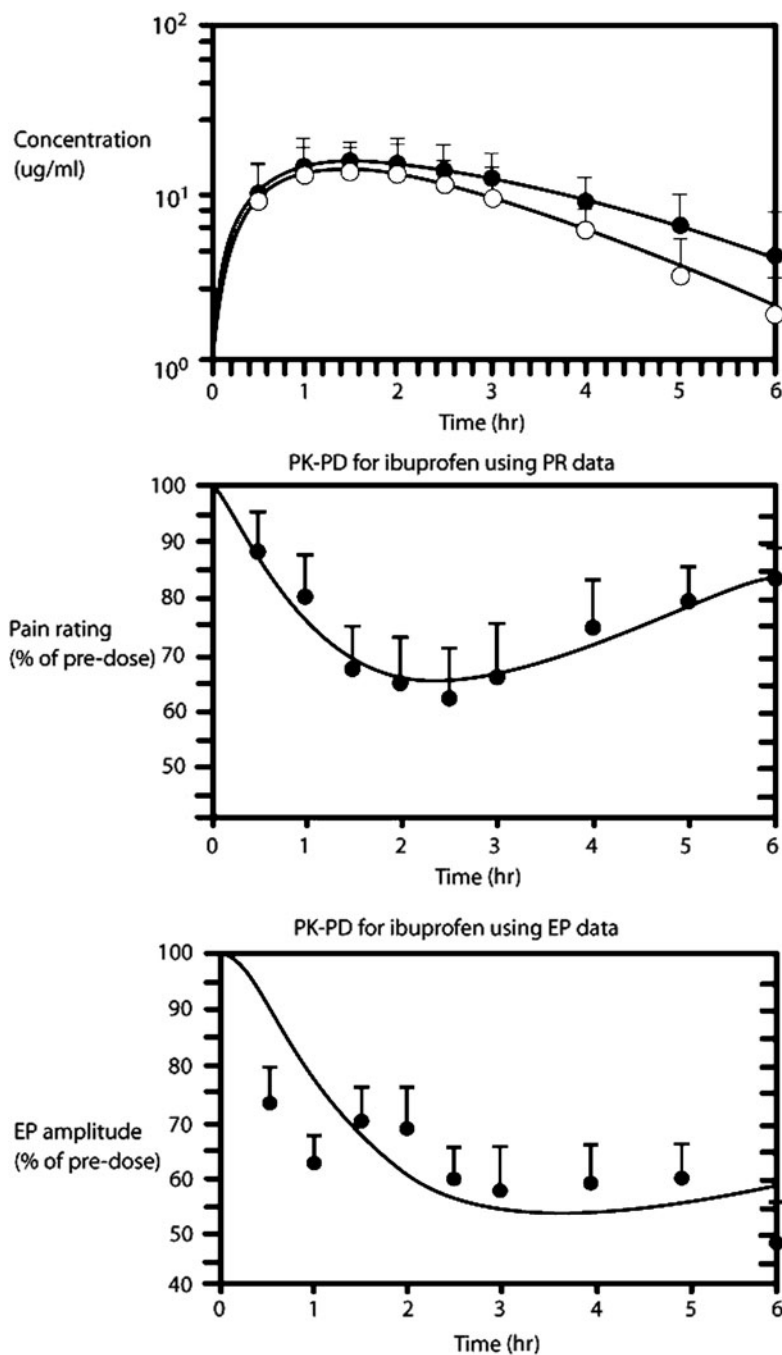 10²
Concentration
(ug/ml)
10¹
10⁰
0 1 2 3 4 5 6
Time (hr)
PK-PD for ibuprofen using PR data
100
90
80
Pain rating
(% of pre-dose)
70
60
50
0 1 2 3 4 5 6
Time (hr)
PK-PD for ibuprofen using EP data
100
90
80
70
EP amplitude
(% of pre-dose)
60
50
40
0 1 2 3 4 5 6
Time (hr)